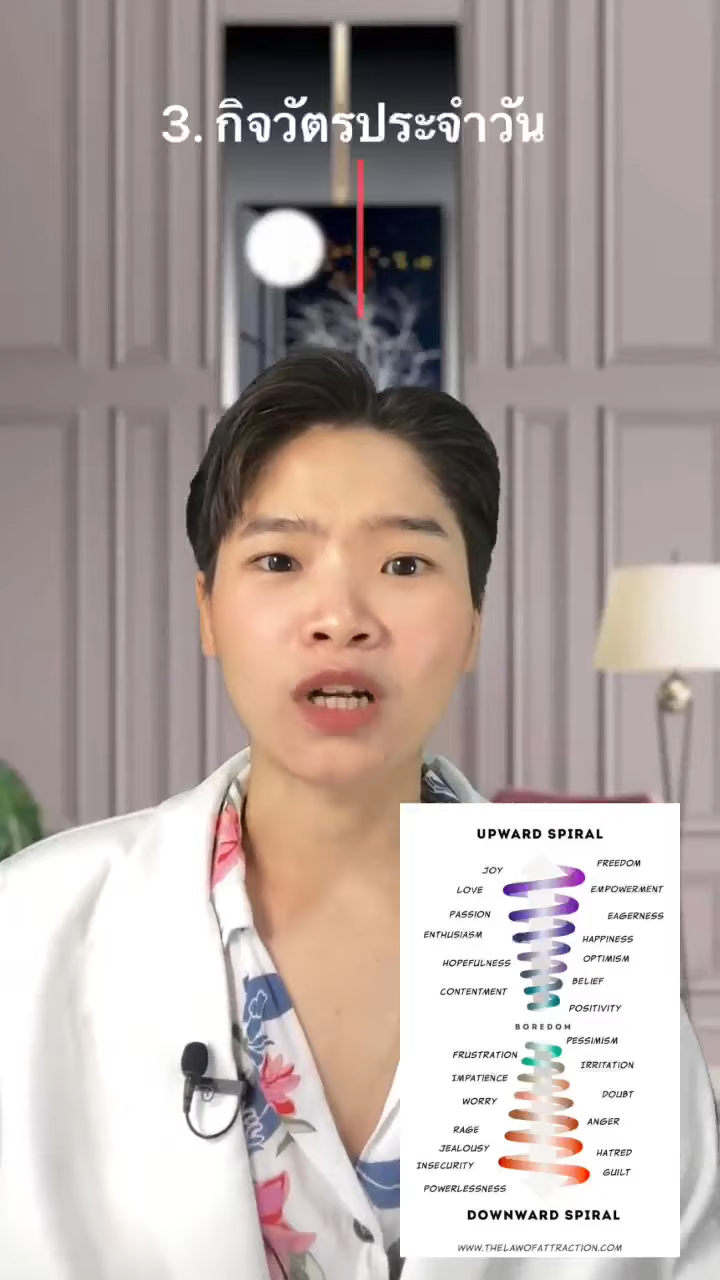 3. กิจวัตรประจำวัน
UPWARD SPIRAL
JOY
FREEDOM
LOVE
EMPOWERMENT
PASSION
EAGERNESS
ENTHUSIASM
HAPPINESS
HOPEFULNESS
OPTIMISM
BELIEF
CONTENTMENT
POSITIVITY
BOREDOM
PESSIMISM
FRUSTRATION
IRRITATION
IMPATIENCE
DOUBT
WORRY
ANGER
RAGE
JEALOUSY
HATRED
INSECURITY
GUILT
POWERLESSNESS
DOWNWARD SPIRAL
WWW.THELAWOFATTRACTION.COM